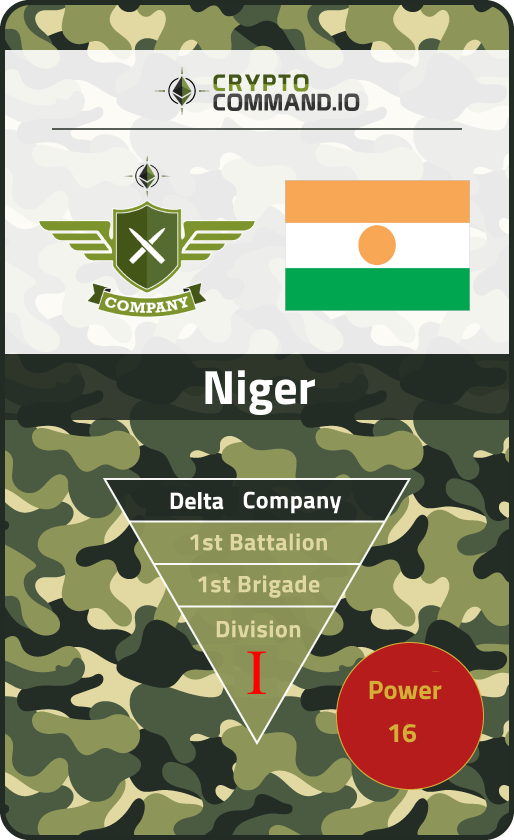 CRYPTO
COMMAND.IO
COMPANY
Niger
Delta Company
1st Battalion
1st Brigade
Division
I
Power
16